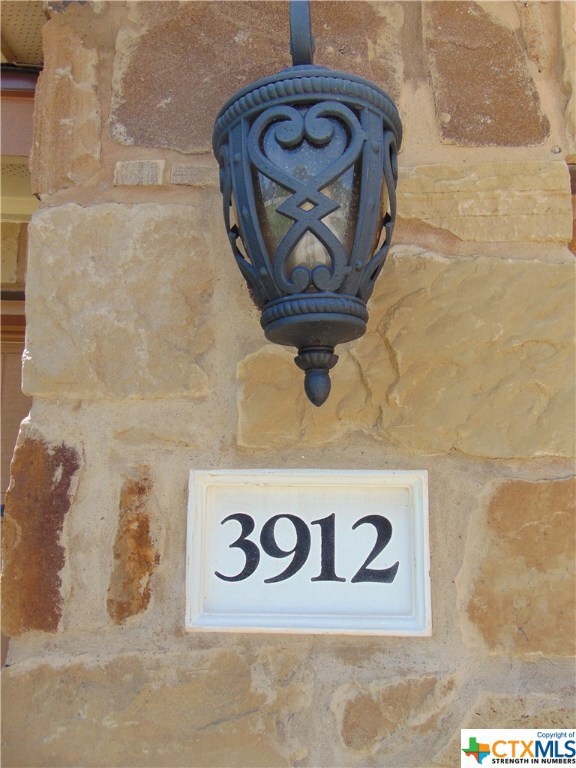 3912
Copyright of
CTXMLS
STRENGTH IN NUMBERS